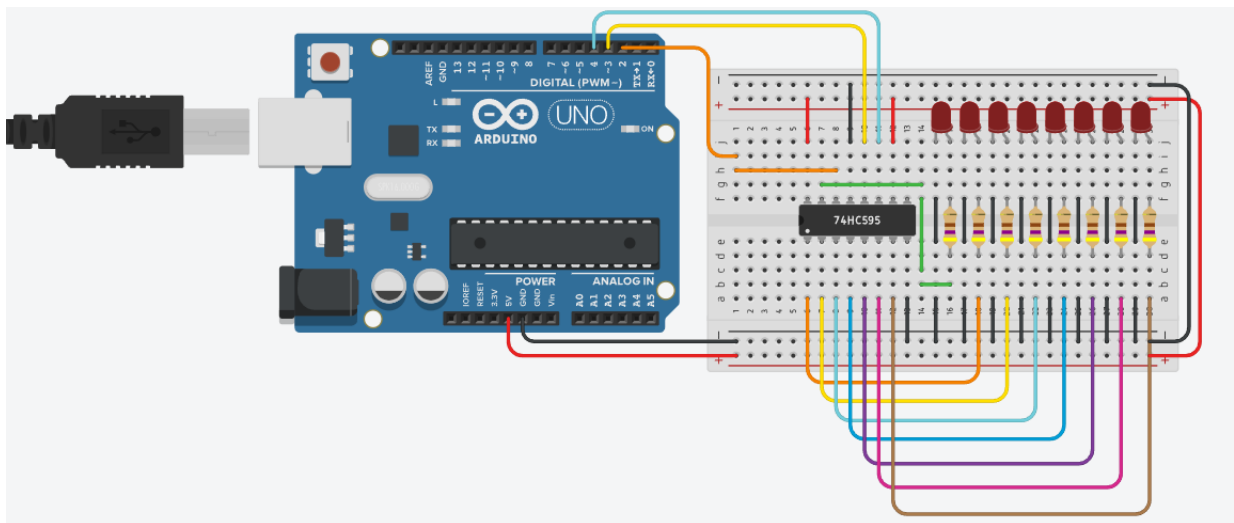 7 ~6 ~5 4 ~3 2 TX→1 RX←0
AREF GND 13 12 ~11 ~10 ~9 8
DIGITAL (PWM~)
L
TX
RX
UNO
ON
ARDUINO
74HC595
POWER
ANALOG IN
IOREF RESET 3.3V 5V GND GND Vin
A0 A1 A2 A3 A4 A5
j
i
h
g
f
e
d
c
b
a